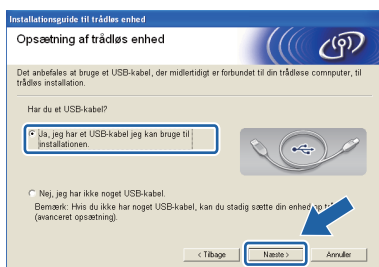 Installationsguide til trådløs enhed
Opsætning af trådløs enhed
Det anbefales at bruge et USB-kabel, der midlertidigt er forbundet til din trådløse computer, til
trådløs installation.
Har du et USB-kabel?
Ja, jeg har et USB-kabel jeg kan bruge til
installationen.
Nej, jeg har ikke noget USB-kabel.
Bemærk: Hvis du ikke har noget USB-kabel, kan du stadig sætte din enhed op
(avanceret opsætning).
< Tilbage
Næste >
Annuller